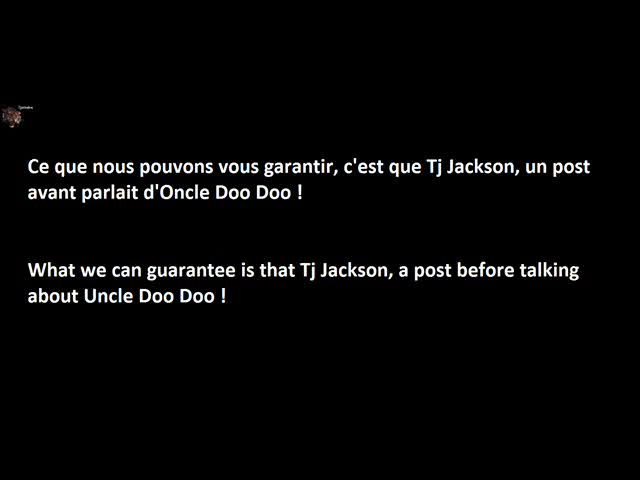 Ce que nous pouvons vous garantir, c'est que Tj Jackson, un post
avant parlait d'Oncle Doo Doo !
What we can guarantee is that Tj Jackson, a post before talking
about Uncle Doo Doo !